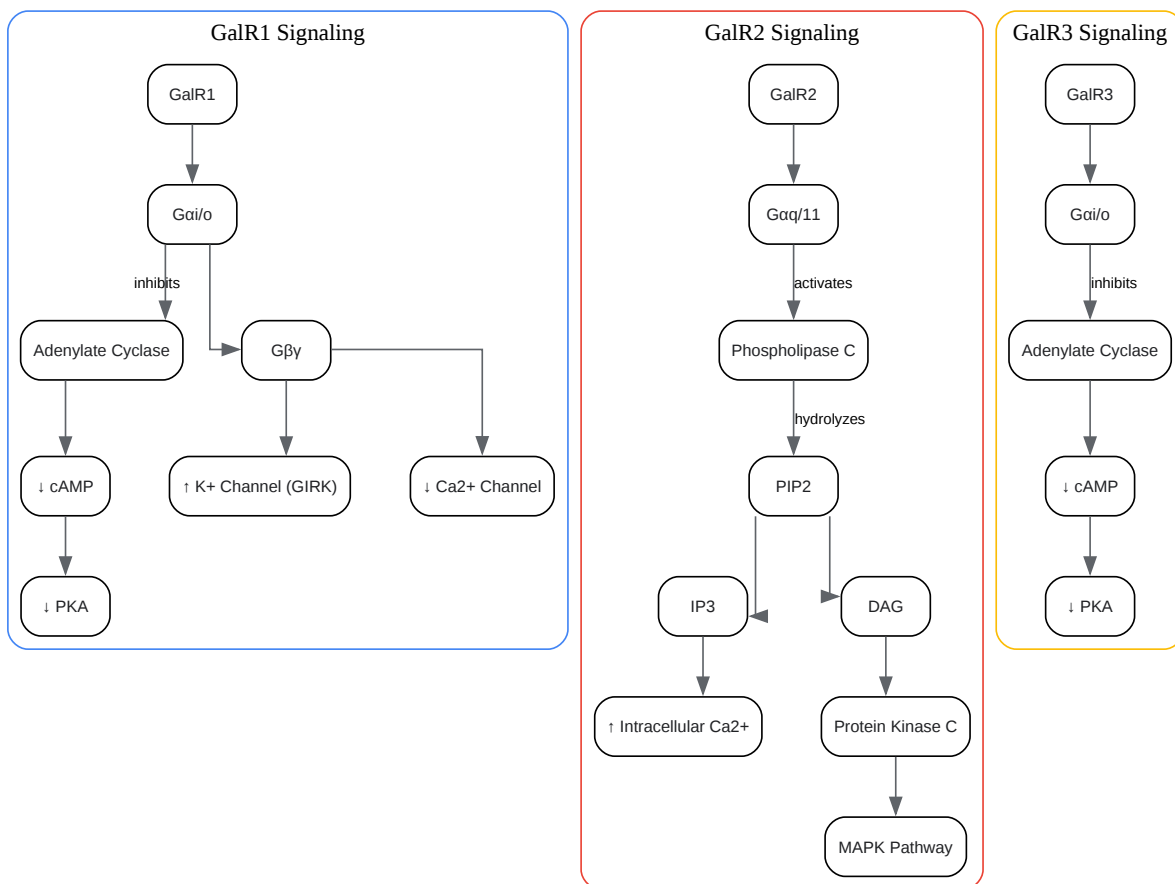 GalR1 Signaling
GalR1
Gαi/o
inhibits
Adenylate Cyclase
Gβγ
↓ cAMP
↑ K+ Channel (GIRK)
↓ Ca2+ Channel
↓ PKA
GalR2 Signaling
GalR2
Gαq/11
activates
Phospholipase C
hydrolyzes
PIP2
IP3
DAG
↑ Intracellular Ca2+
Protein Kinase C
MAPK Pathway
GalR3 Signaling
GalR3
Gαi/o
inhibits
Adenylate Cyclase
↓ cAMP
↓ PKA